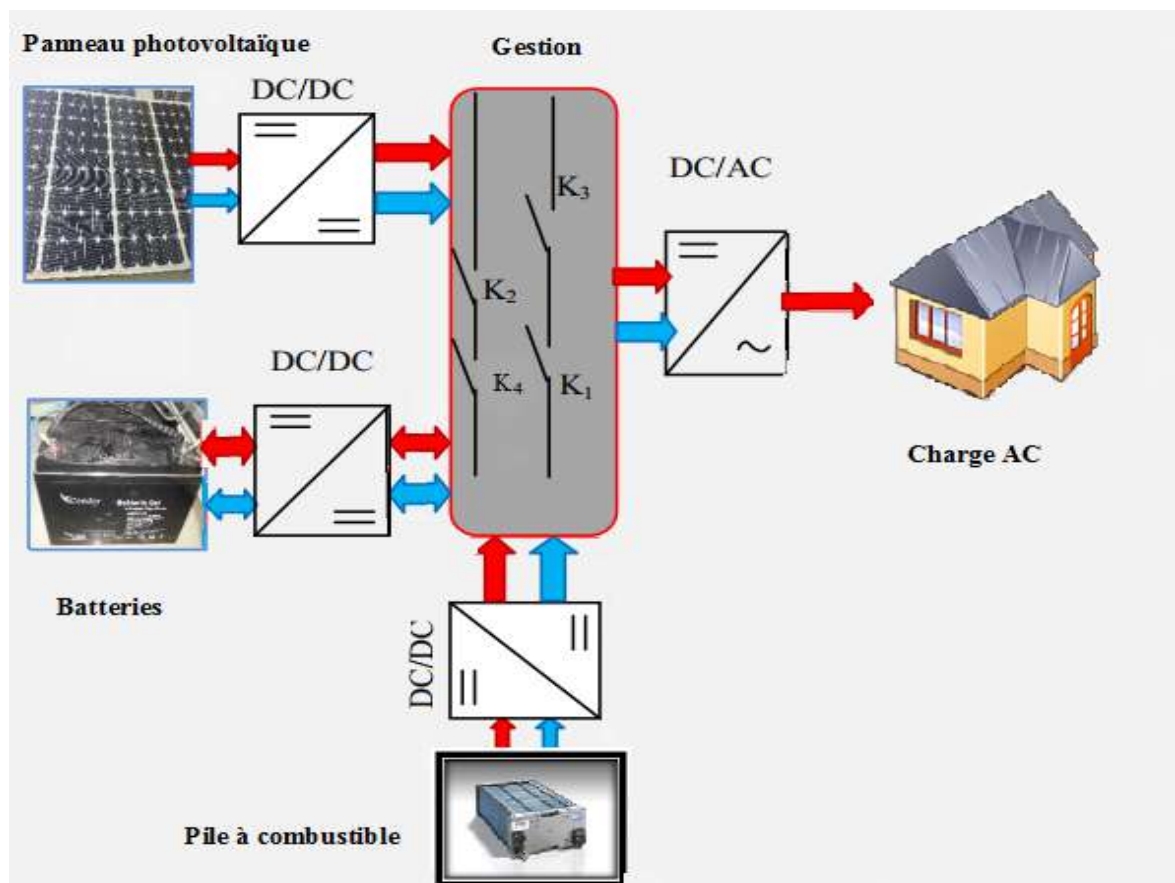 Panneau photovoltaïque
Gestion
DC/DC
K3
DC/AC
K2
DC/DC
K4
K1
Charge AC
Batteries
DC/DC
Pile à combustible